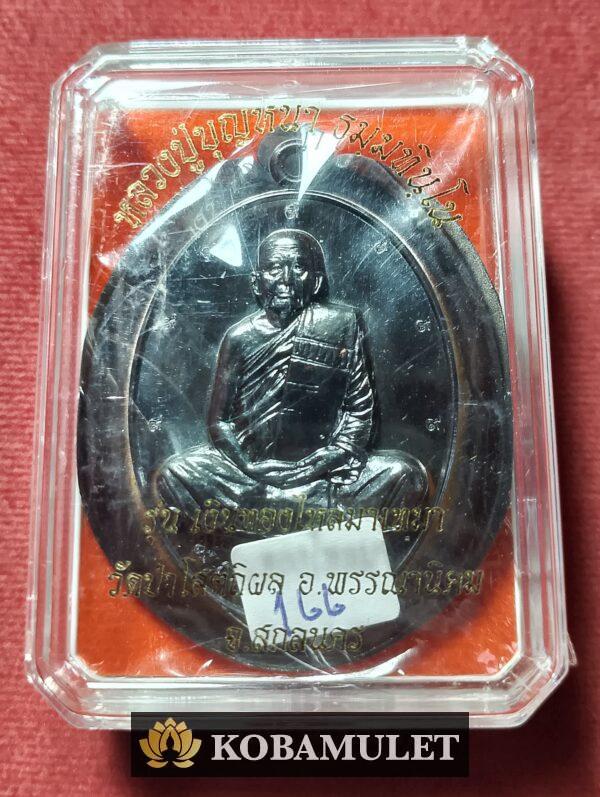 หลวงปู่บุญหนา ธมฺมทินฺโน
รุ่น เงินทองไหลมาเทมา
วัดป่าโสตถิผล อ.พรรณานิคม
จ.สกลนคร
166
KOBAMULET